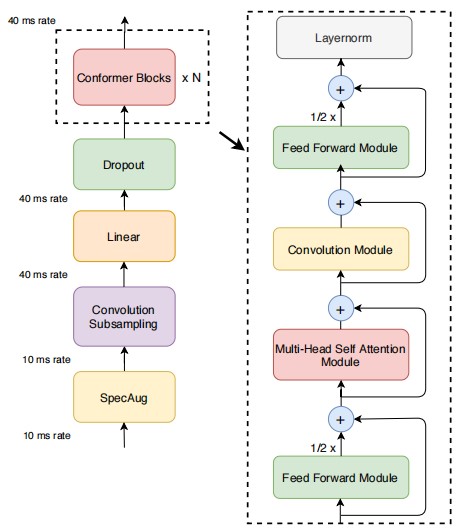 40 ms rate
Conformer Blocks
x N
Dropout
40 ms rate
Linear
40 ms rate
Convolution
Subsampling
10 ms rate
SpecAug
10 ms rate
Layernorm
+
1/2 x
Feed Forward Module
+
Convolution Module
+
Multi-Head Self Attention
Module
+
1/2 x
Feed Forward Module